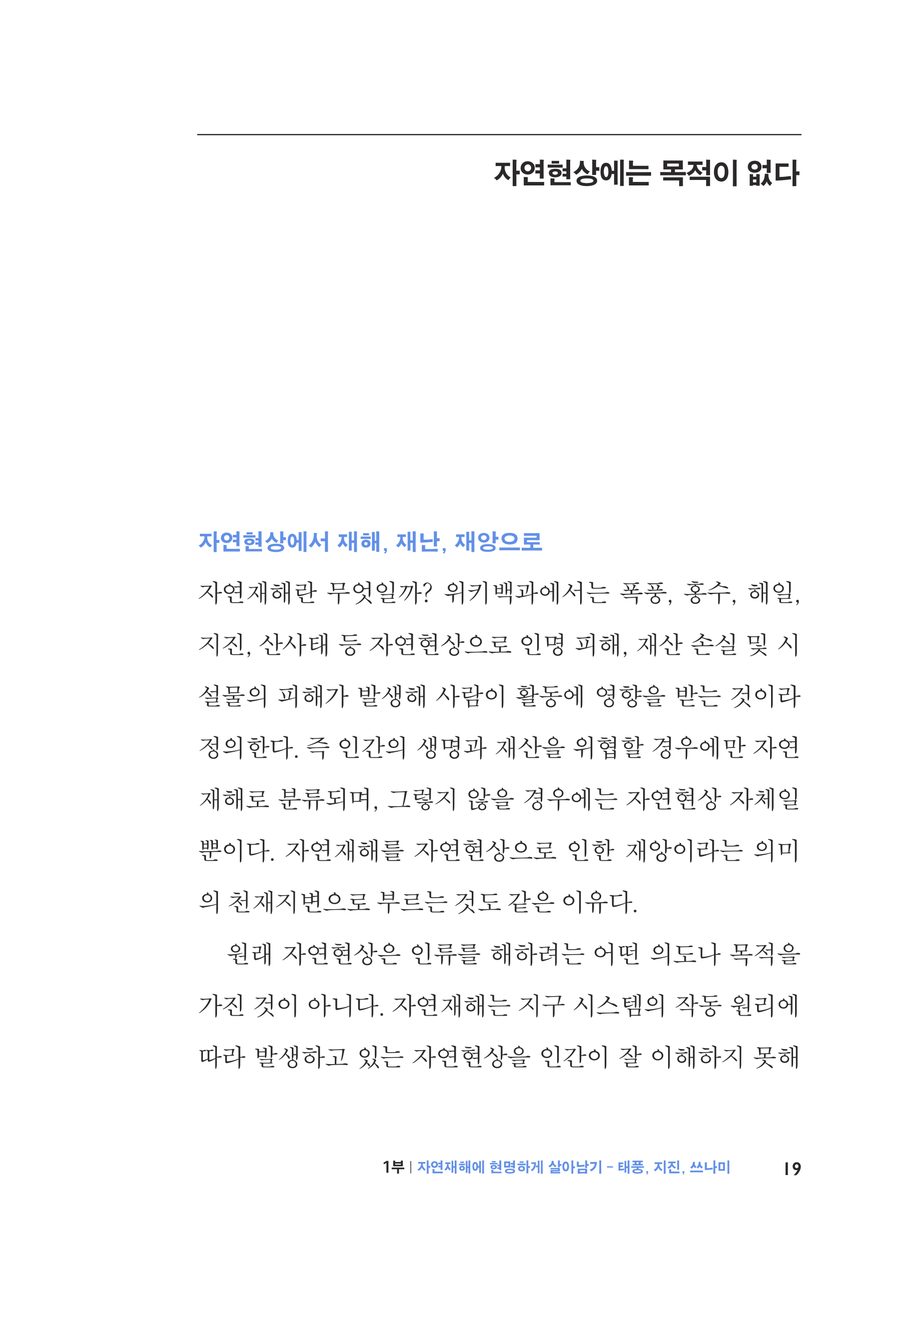 자연현상에는 목적이 없다
자연현상에서 재해, 재난, 재앙으로
자연재해란 무엇일까? 위키백과에서는 폭풍, 홍수, 해일,
지진, 산사태 등 자연현상으로 인명 피해, 재산 손실 및 시
설물의 피해가 발생해 사람이 활동에 영향을 받는 것이라
정의한다. 즉 인간의 생명과 재산을 위협할 경우에만 자연
재해로 분류되며, 그렇지 않을 경우에는 자연현상 자체일
뿐이다. 자연재해를 자연현상으로 인한 재앙이라는 의미
의 천재지변으로 부르는 것도 같은 이유다.
원래 자연현상은 인류를 해하려는 어떤 의도나 목적을
가진 것이 아니다. 자연재해는 지구 시스템의 작동 원리에
따라 발생하고 있는 자연현상을 인간이 잘 이해하지 못해
1부 | 자연재해에 현명하게 살아남기 - 태풍, 지진, 쓰나미 19